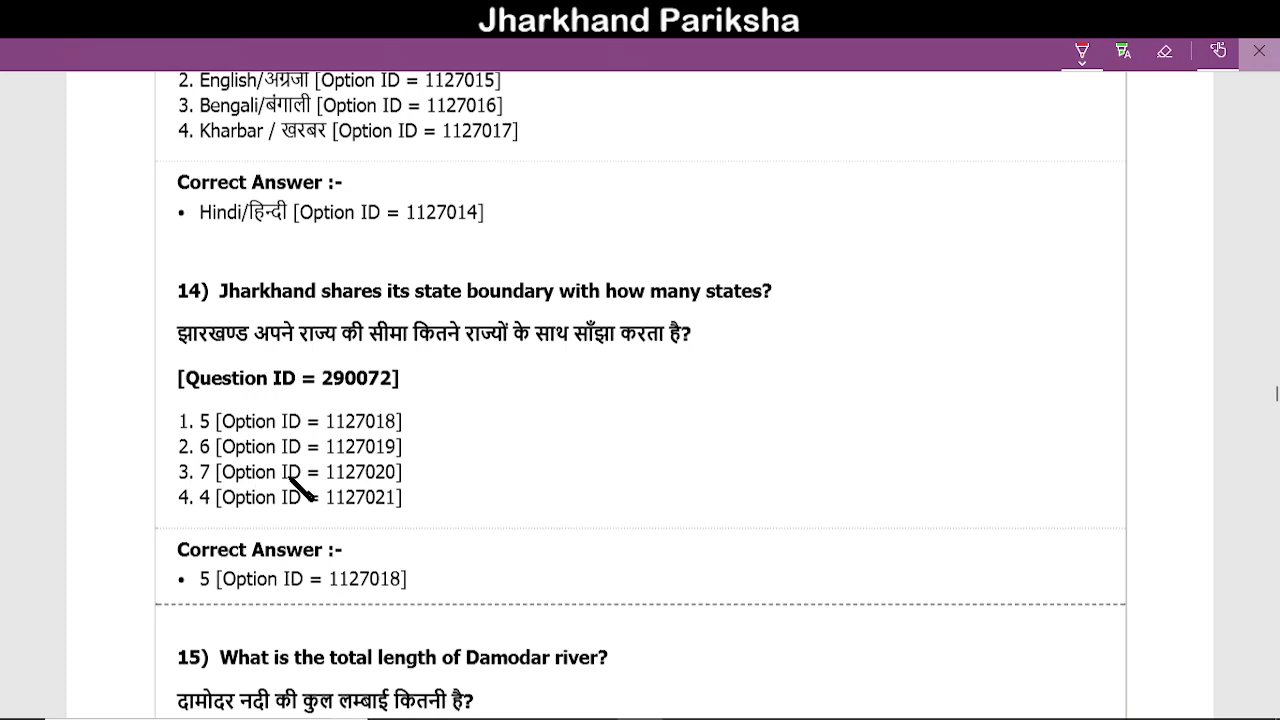 Jharkhand Pariksha
2. English/अंग्रेजी [Option ID = 1127015]
3. Bengali/बंगाली [Option ID = 1127016]
4. Kharbar / खरबर [Option ID = 1127017]
Correct Answer :-
• Hindi/हिन्दी [Option ID = 1127014]
14) Jharkhand shares its state boundary with how many states?
झारखण्ड अपने राज्य की सीमा कितने राज्यों के साथ साँझा करता है?
[Question ID = 290072]
1. 5 [Option ID = 1127018]
2. 6 [Option ID = 1127019]
3. 7 [Option ID = 1127020]
4. 4 [Option ID = 1127021]
Correct Answer :-
• 5 [Option ID = 1127018]
15) What is the total length of Damodar river?
दामोदर नदी की कुल लम्बाई कितनी है?